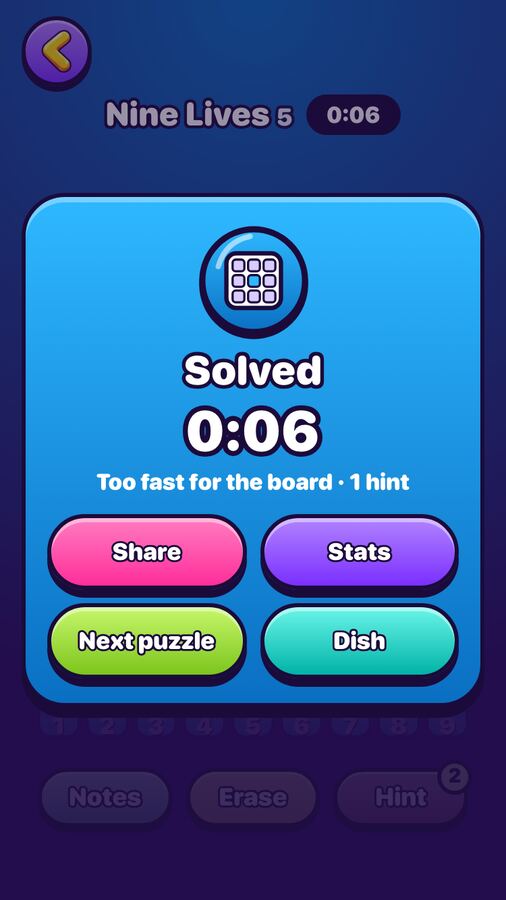 Nine Lives 5 0:06
Solved
0:06
Too fast for the board · 1 hint
Share Stats
Next puzzle Dish
1 2 3 4 5 6 7 8 9
2
Notes Erase Hint